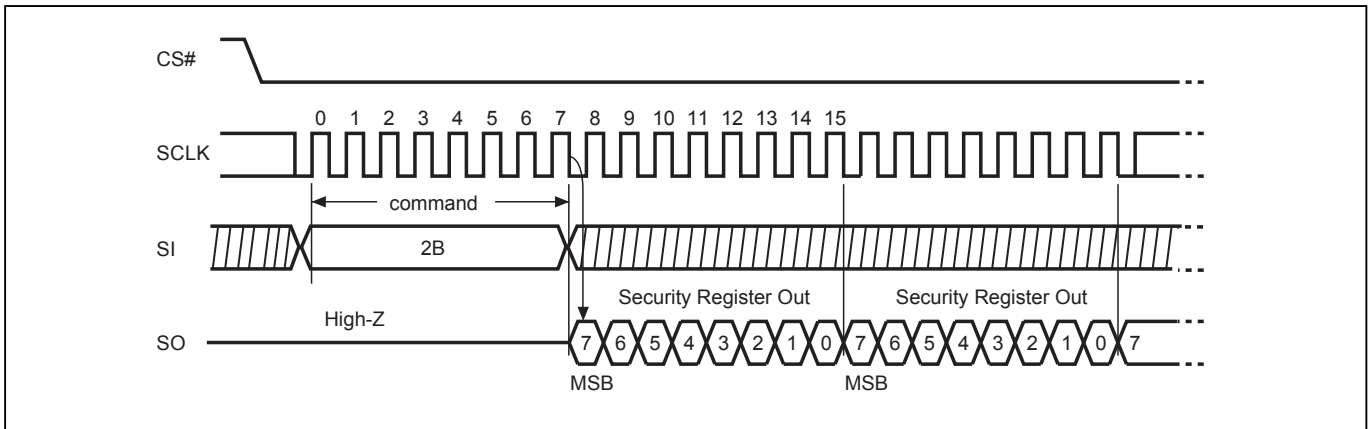 CS#
0 1 2 3 4 5 6 7 8 9 10 11 12 13 14 15
SCLK
command
SI 2B
Security Register Out Security Register Out
High-Z
SO 7 6 5 4 3 2 1 0 7 6 5 4 3 2 1 0 7
MSB MSB